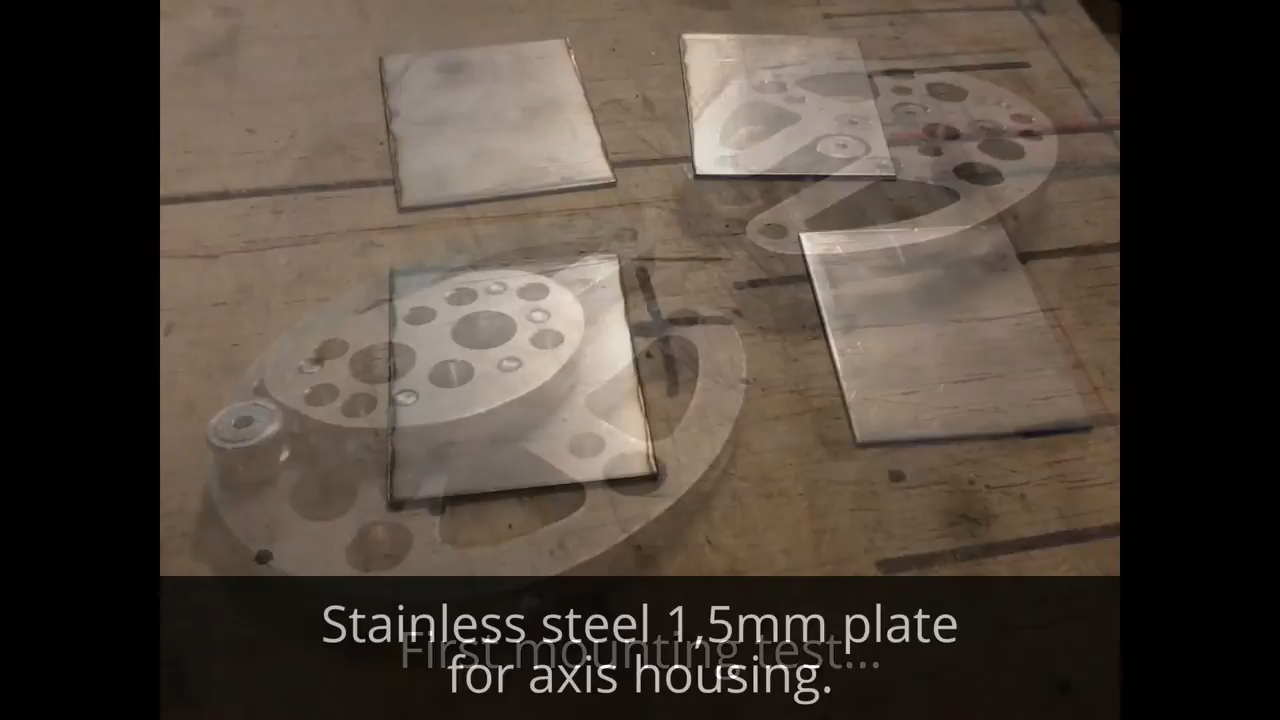 Stainless steel 1,5mm plate
First mounting test...
for axis housing.